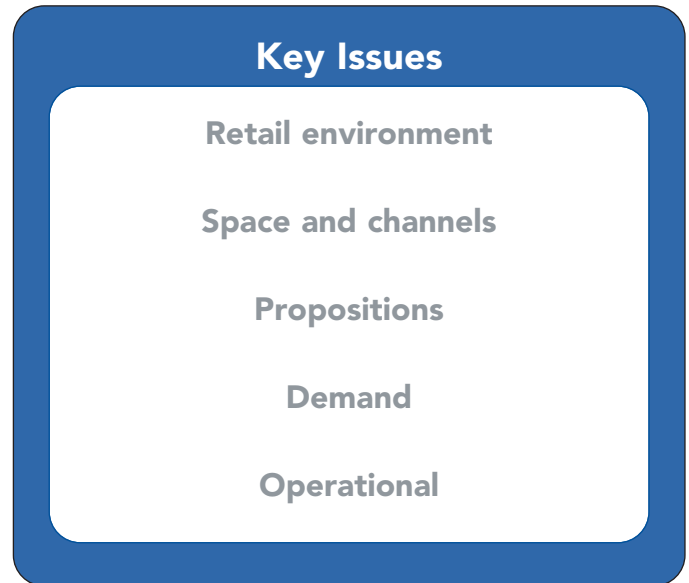 Key Issues
Retail environment
Space and channels
Propositions
Demand
Operational